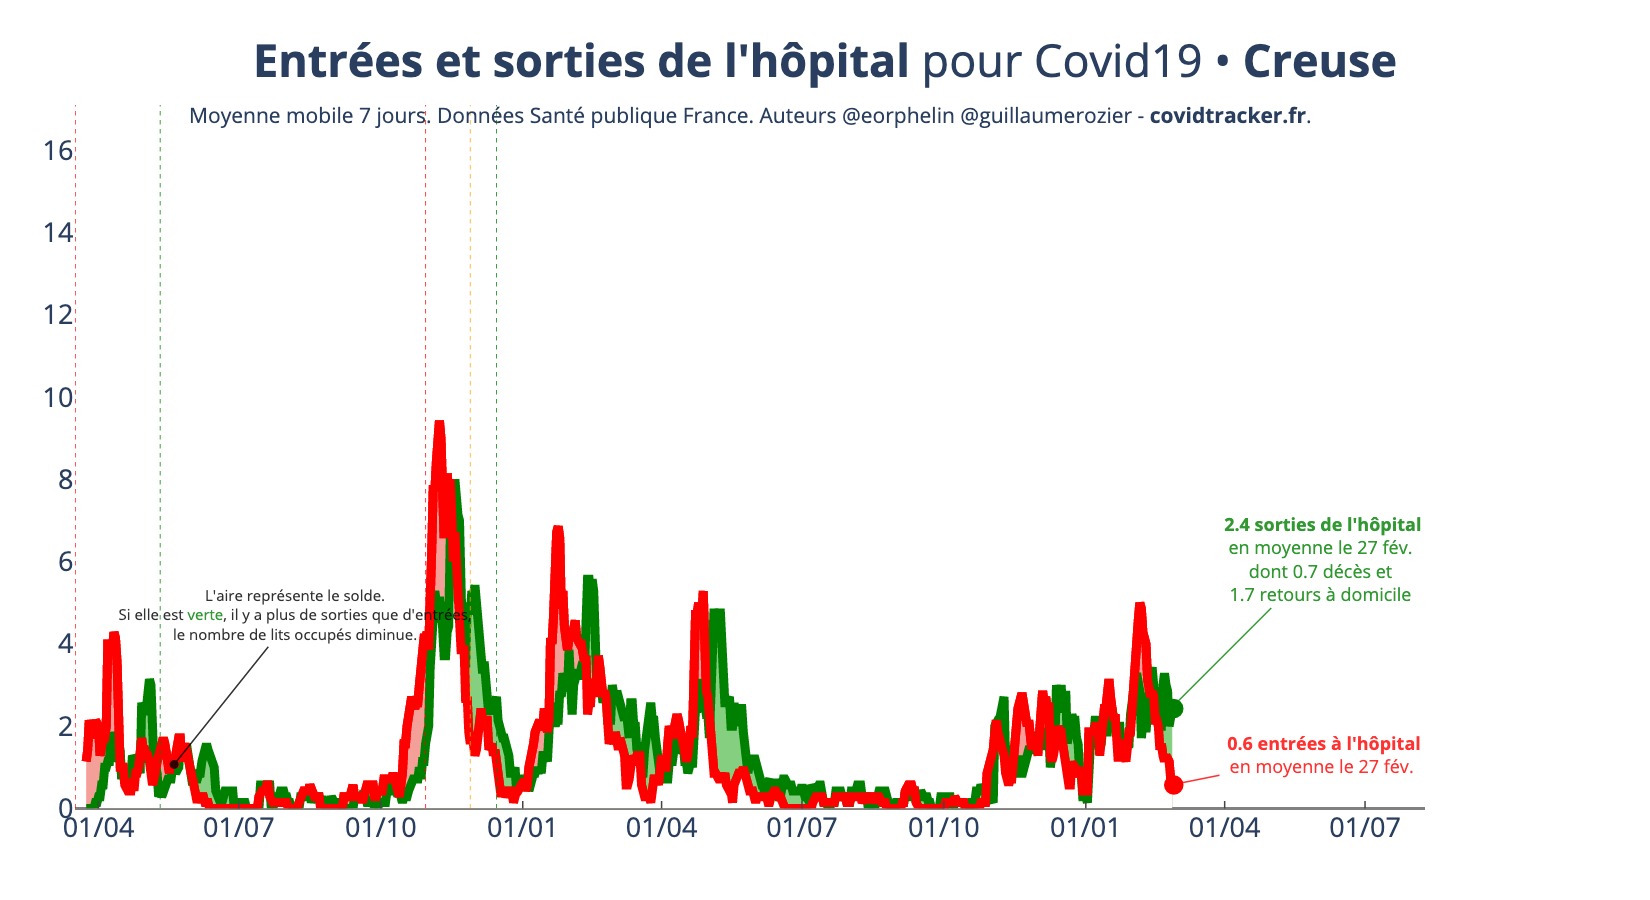 Entrées et sorties de l'hôpital pour Covid19 • Creuse
Moyenne mobile 7 jours. Données Santé publique France. Auteurs @eorphelin @guillaumerozier - covidtracker.fr.
16
14
12
10
8
6
4
2
0
L'aire représente le solde.
Si elle est verte, il y a plus de sorties que d'entrées,
le nombre de lits occupés diminue.
2.4 sorties de l'hôpital
en moyenne le 27 fév.
dont 0.7 décès et
1.7 retours à domicile
0.6 entrées à l'hôpital
en moyenne le 27 fév.
01/04 01/07 01/10 01/01 01/04 01/07 01/10 01/01 01/04 01/07